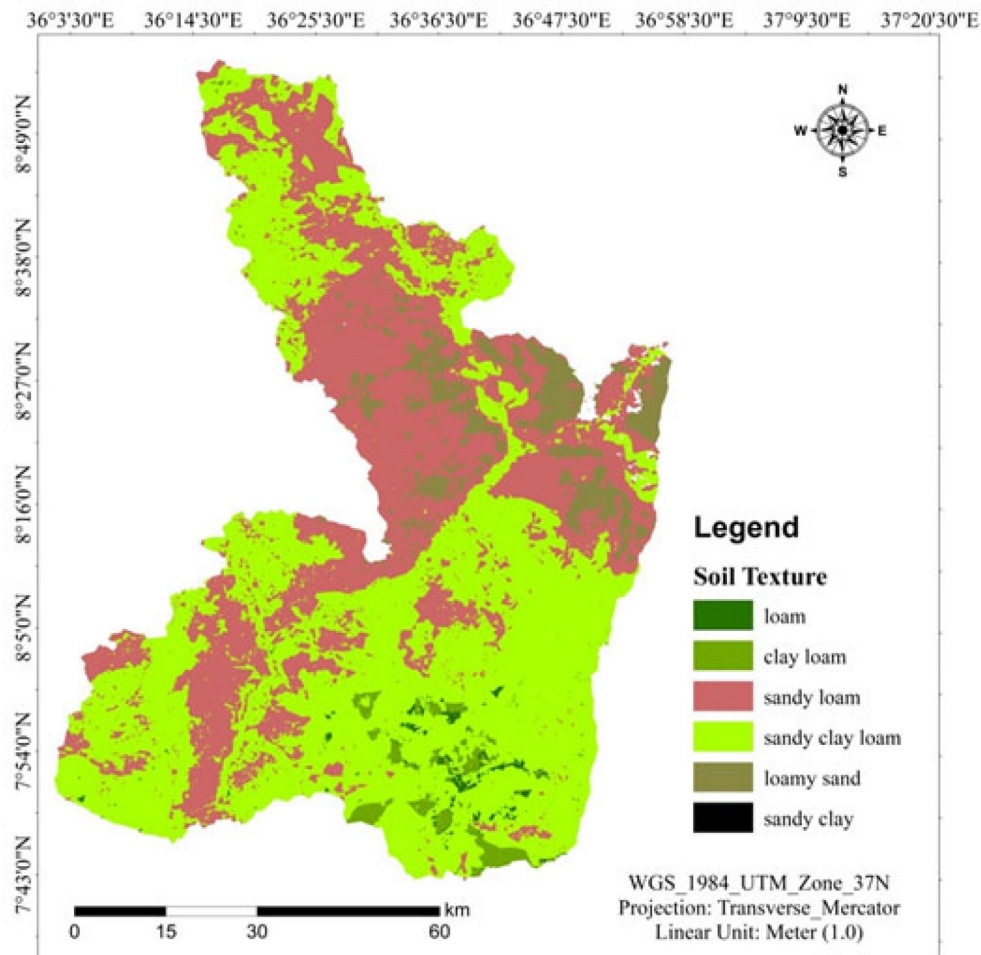 36°3'30"E 36°14'30"E 36°25'30"E 36°36'30"E 36°47'30"E 36°58'30"E 37°9'30"E 37°20'30"E
N
W E
S
8°49'0"N
8°38'0"N
8°27'0"N
8°16'0"N
8°5'0"N
7°54'0"N
7°43'0"N
Legend
Soil Texture
loam
clay loam
sandy loam
sandy clay loam
loamy sand
sandy clay
WGS_1984_UTM_Zone_37N
Projection: Transverse_Mercator
Linear Unit: Meter (1.0)
km
0 15 30 60